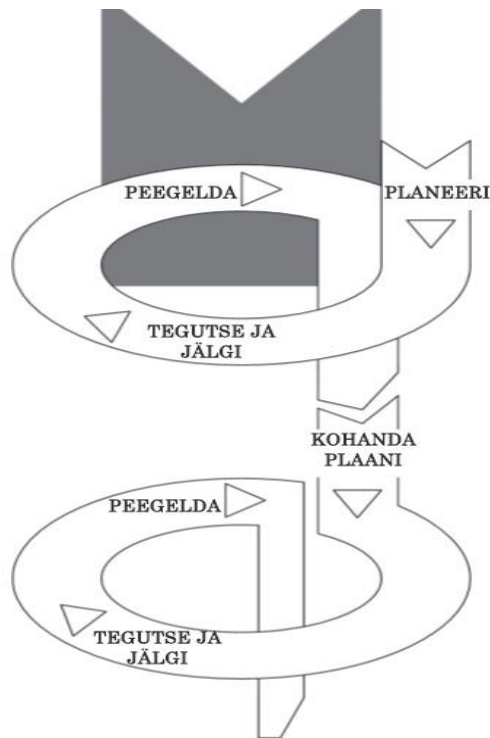 PEEGELDA
PLANEERI
TEGUTSE JA
JÄLGI
KOHANDA
PLAANI
PEEGELDA
TEGUTSE JA
JÄLGI